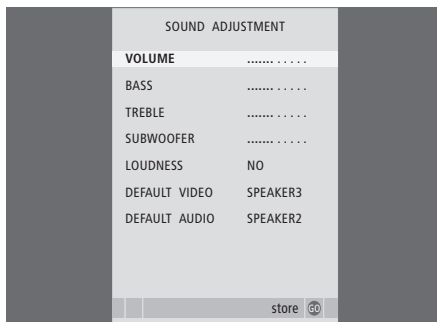 SOUND ADJUSTMENT
VOLUME ............
BASS ............
TREBLE ............
SUBWOOFER ............
LOUDNESS NO
DEFAULT VIDEO SPEAKER3
DEFAULT AUDIO SPEAKER2
store GO